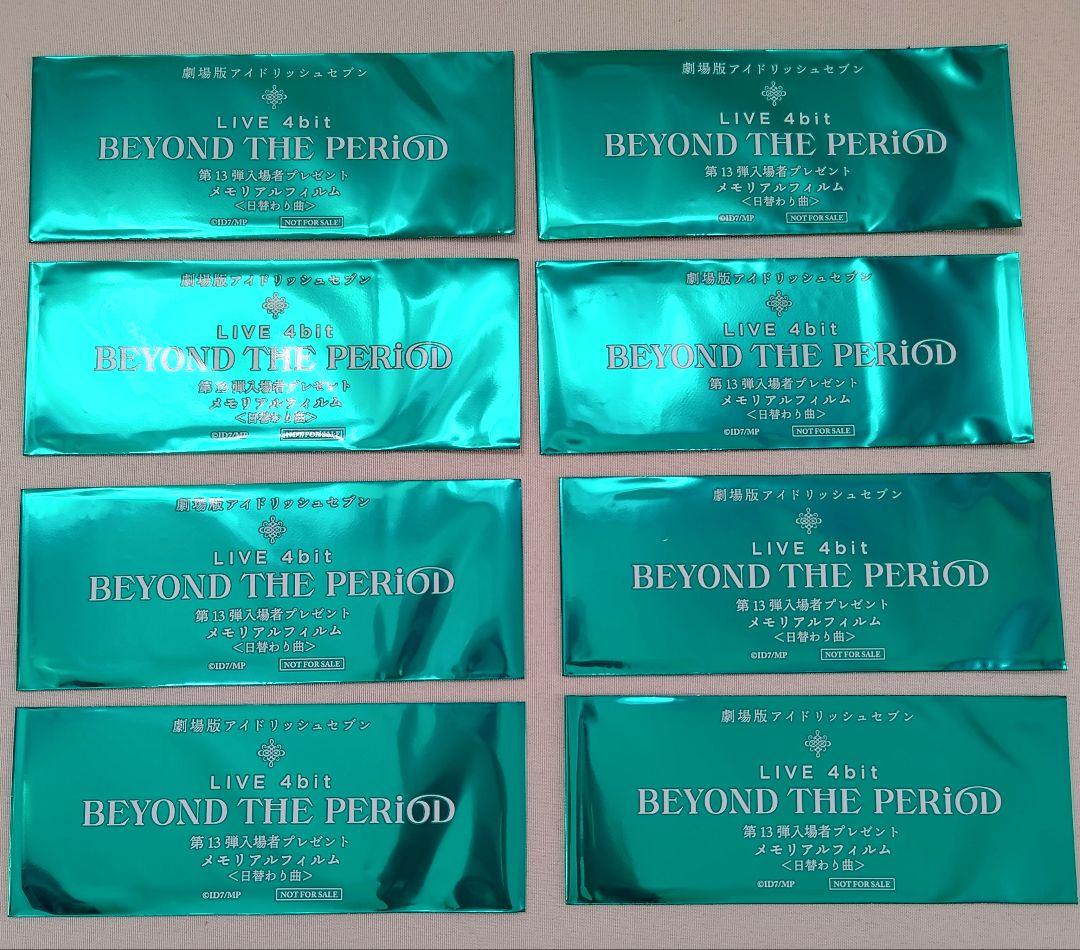 劇場版アイドリッシュセブン
LIVE 4bit
BEYOND THE PERiOD
第13弾入場者プレゼント
メモリアルフィルム
<日替わり曲>
©ID7/MP NOT FOR SALE
劇場版アイドリッシュセブン
LIVE 4bit
BEYOND THE PERiOD
第13弾入場者プレゼント
メモリアルフィルム
<日替わり曲>
©ID7/MP NOT FOR SALE
劇場版アイドリッシュセブン
LIVE 4bit
BEYOND THE PERiOD
第13弾入場者プレゼント
メモリアルフィルム
<日替わり曲>
©ID7/MP NOT FOR SALE
劇場版アイドリッシュセブン
LIVE 4bit
BEYOND THE PERiOD
第13弾入場者プレゼント
メモリアルフィルム
<日替わり曲>
©ID7/MP NOT FOR SALE
劇場版アイドリッシュセブン
LIVE 4bit
BEYOND THE PERiOD
第13弾入場者プレゼント
メモリアルフィルム
<日替わり曲>
©ID7/MP NOT FOR SALE
劇場版アイドリッシュセブン
LIVE 4bit
BEYOND THE PERiOD
第13弾入場者プレゼント
メモリアルフィルム
<日替わり曲>
©ID7/MP NOT FOR SALE
劇場版アイドリッシュセブン
LIVE 4bit
BEYOND THE PERiOD
第13弾入場者プレゼント
メモリアルフィルム
<日替わり曲>
©ID7/MP NOT FOR SALE
劇場版アイドリッシュセブン
LIVE 4bit
BEYOND THE PERiOD
第13弾入場者プレゼント
メモリアルフィルム
<日替わり曲>
©ID7/MP NOT FOR SALE